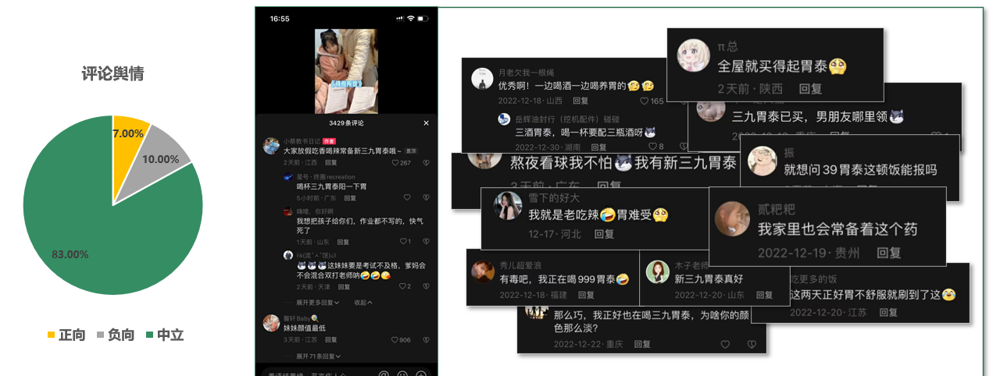 评论舆情
7.00%
10.00%
83.00%
正向 负向 中立
16:55
3429条评论
小蔡教书日记 作者
大家放假吃香喝辣常备新三九胃泰哦~ 置顶
2天前·江西 回复 267
星号·终圈recreation
喝杯三九胃泰阳一下胃
5小时前·广东 回复
嗨喽，你好啊
我想把孩子给你们，作业都不写的，快气
死了
1天前·山东 回复 1
这妹妹要是考试不及格，爹妈会
不会混合双打老师呐
2天前·天津 回复 2
展开更多回复 收起
馨轩Baby
妹妹颜值最低
3天前·江苏 回复 906
展开71条回复
月老欠我一根绳
优秀啊！一边喝酒一边喝养胃的
2022-12-18·山西 回复 165
岳辉油封行（挖机配件）碰碰
三酒胃泰，喝一杯要配三瓶酒呀
2022-12-30·湖南 回复 8
π总
全屋就买得起胃泰
2天前·陕西 回复
三九胃泰已买，男朋友哪里领
熬夜看球我不怕 我有新三九胃泰
3天前·广东 回复
振
就想问39胃泰这顿饭能报吗
雪下的好大
我就是老吃辣 胃难受
12-17·河北 回复
贰粑粑
我家里也会常备着这个药
2022-12-19·贵州 回复
秀儿超爱浪
有毒吧，我正在喝999胃泰
2022-12-18·福建 回复
木子老师
新三九胃泰真好
2022-12-20·山东 回复
吃更多的饭
这两天正好胃不舒服就刷到了这
2022-12-20·江苏 回复
那么巧，我正好也在喝三九胃泰，为啥你的颜
色那么淡？
2022-12-22·重庆 回复